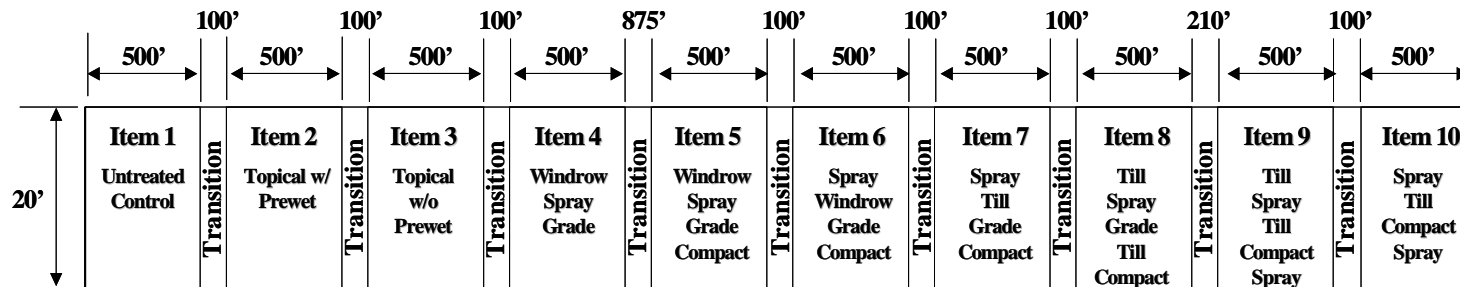 100’ 100’ 100’ 875’ 100’ 100’ 100’ 210’ 100’
500’ 500’ 500’ 500’ 500’ 500’ 500’ 500’ 500’ 500’
20’
Item 1
Untreated
Control
Transition
Item 2
Topical w/
Prewet
Transition
Item 3
Topical
w/o
Prewet
Transition
Item 4
Windrow
Spray
Grade
Transition
Item 5
Windrow
Spray
Grade
Compact
Transition
Item 6
Spray
Windrow
Grade
Compact
Transition
Item 7
Spray
Till
Grade
Compact
Transition
Item 8
Till
Spray
Grade
Till
Compact
Transition
Item 9
Till
Spray
Till
Compact
Spray
Transition
Item 10
Spray
Till
Compact
Spray